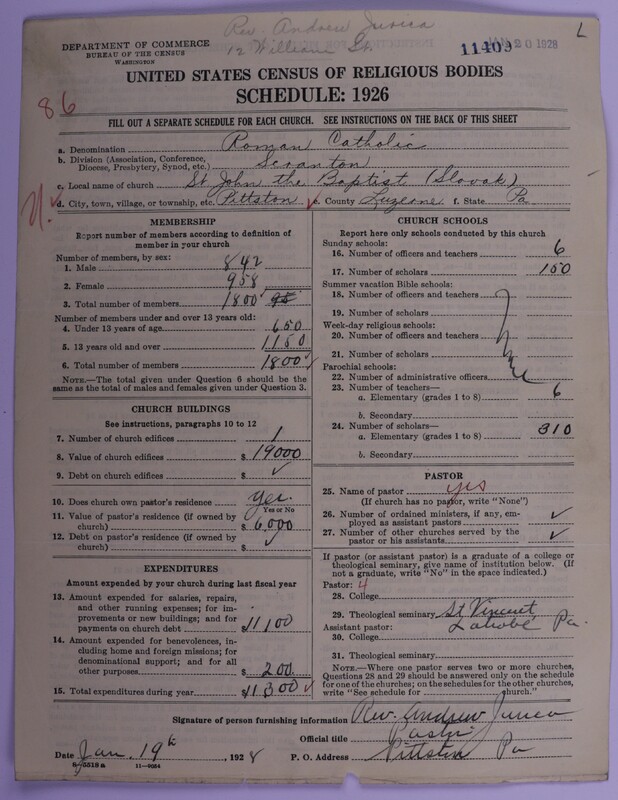 Rev. Andrew Jurica
12 William St.
L
DEPARTMENT OF COMMERCE
BUREAU OF THE CENSUS
WASHINGTON
11409
JAN 20 1928
UNITED STATES CENSUS OF RELIGIOUS BODIES
SCHEDULE: 1926
86
FILL OUT A SEPARATE SCHEDULE FOR EACH CHURCH. SEE INSTRUCTIONS ON THE BACK OF THIS SHEET
a. Denomination Roman Catholic
b. Division (Association, Conference, Diocese, Presbytery, Synod, etc.) Scranton
c. Local name of church St John the Baptist (Slovak)
d. City, town, village, or township, etc. Pittston e. County Luzerne f. State Pa
MEMBERSHIP
Report number of members according to definition of
member in your church
Number of members, by sex:
1. Male 842
2. Female 958
3. Total number of members 1800 95
Number of members under and over 13 years old:
4. Under 13 years of age 650
5. 13 years old and over 1150
6. Total number of members 1800
NOTE.—The total given under Question 6 should be the
same as the total of males and females given under Question 3.
CHURCH BUILDINGS
See instructions, paragraphs 10 to 12
7. Number of church edifices 1
8. Value of church edifices $ 19000
9. Debt on church edifices $ ✓
10. Does church own pastor's residence yes.
Yes or No
11. Value of pastor's residence (if owned by
church) $ 6,000
12. Debt on pastor's residence (if owned by
church) $ ✓
EXPENDITURES
Amount expended by your church during last fiscal year
13. Amount expended for salaries, repairs,
and other running expenses; for im-
provements or new buildings; and for
payments on church debt $11100
14. Amount expended for benevolences, in-
cluding home and foreign missions; for
denominational support; and for all
other purposes $ 200
15. Total expenditures during year $11300
CHURCH SCHOOLS
Report here only schools conducted by this church
Sunday schools:
16. Number of officers and teachers 6
17. Number of scholars 150
Summer vacation Bible schools:
18. Number of officers and teachers
19. Number of scholars
Week-day religious schools:
20. Number of officers and teachers
21. Number of scholars
Parochial schools:
22. Number of administrative officers
23. Number of teachers—
a. Elementary (grades 1 to 8) 6
b. Secondary
24. Number of scholars—
a. Elementary (grades 1 to 8) 310
b. Secondary
PASTOR
25. Name of pastor yes
(If church has no pastor, write "None")
26. Number of ordained ministers, if any, em-
ployed as assistant pastors ✓
27. Number of other churches served by the
pastor or his assistants ✓
If pastor (or assistant pastor) is a graduate of a college or
theological seminary, give name of institution below. (If
not a graduate, write "No" in the space indicated.)
Pastor: 4
28. College
29. Theological seminary St Vincent
Assistant pastor: Latrobe Pa.
30. College
31. Theological seminary
NOTE.—Where one pastor serves two or more churches,
Questions 28 and 29 should be answered only on the schedule
for one of the churches; on the schedules for the other churches,
write "See schedule for church."
Signature of person furnishing information Rev. Andrew Jurica
Official title Pastor
Date Jan. 19th, 1928 P. O. Address Pittston Pa
8-5518a 11-8034